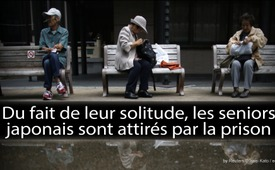 Du fait de leur solitude, les seniors
japonais sont attirés par la prison